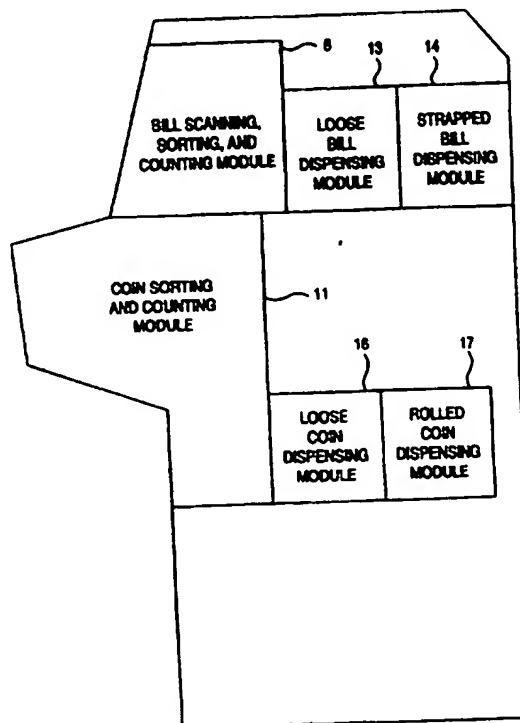 8
13
14
BILL SCANNING,
SORTING, AND
COUNTING MODULE
LOOSE
BILL
DISPENSING
MODULE
STRAPPED
BILL
DISPENSING
MODULE
COIN SORTING
AND COUNTING
MODULE
11
16
17
LOOSE
COIN
DISPENSING
MODULE
ROLLED
COIN
DISPENSING
MODULE